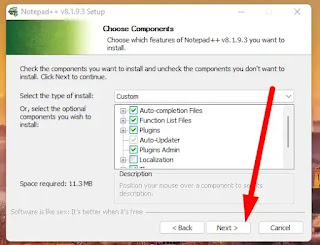 Notepad++ v8.1.9.3 Setup
Choose Components
Choose which features of Notepad++ v8.1.9.3 you want to install.
Check the components you want to install and uncheck the components you don't want to install. Click Next to continue.
Select the type of install:
Custom
Or, select the optional components you wish to install:
Auto-completion Files
Function List Files
Plugins
Auto-Updater
Plugins Admin
Localization
Space required: 11.3 MB
Description
Position your mouse over a component to see its description.
Software is like sex: It's better when it's free
< Back
Next >
Cancel